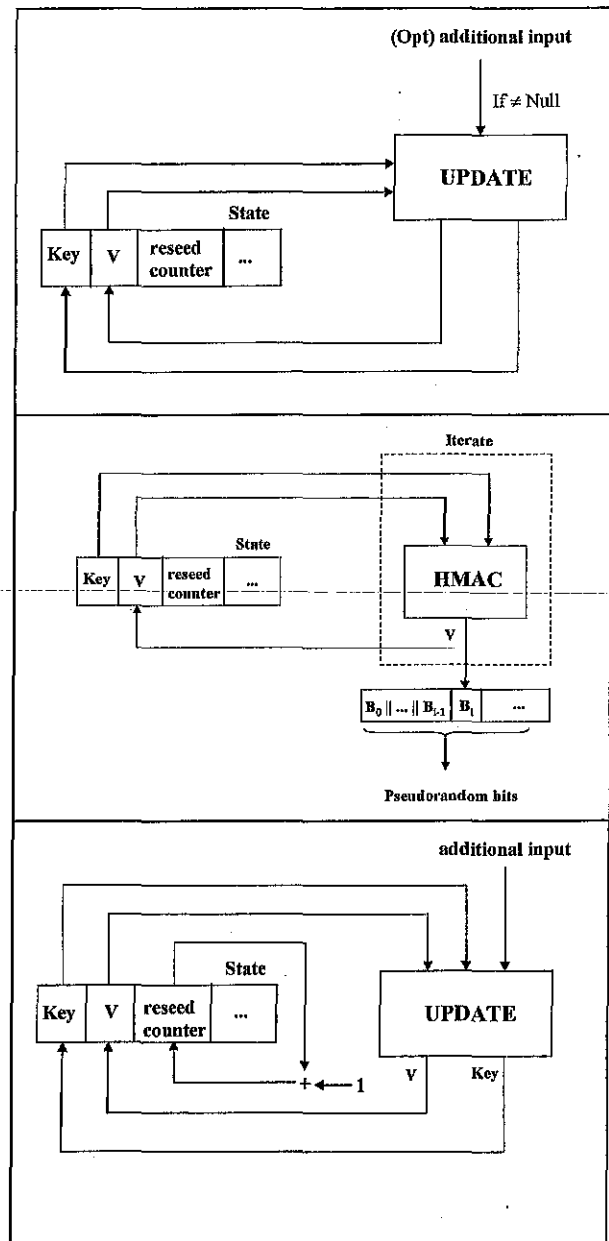 (Opt) additional input
If ≠ Null
UPDATE
State
Key V reseed counter ...
Iterate
State
Key V reseed counter ...
HMAC
V
B₀ || ... || Bᵢ₋₁ Bᵢ ...
Pseudorandom bits
additional input
State
Key V reseed counter ...
UPDATE
V Key
+ 1